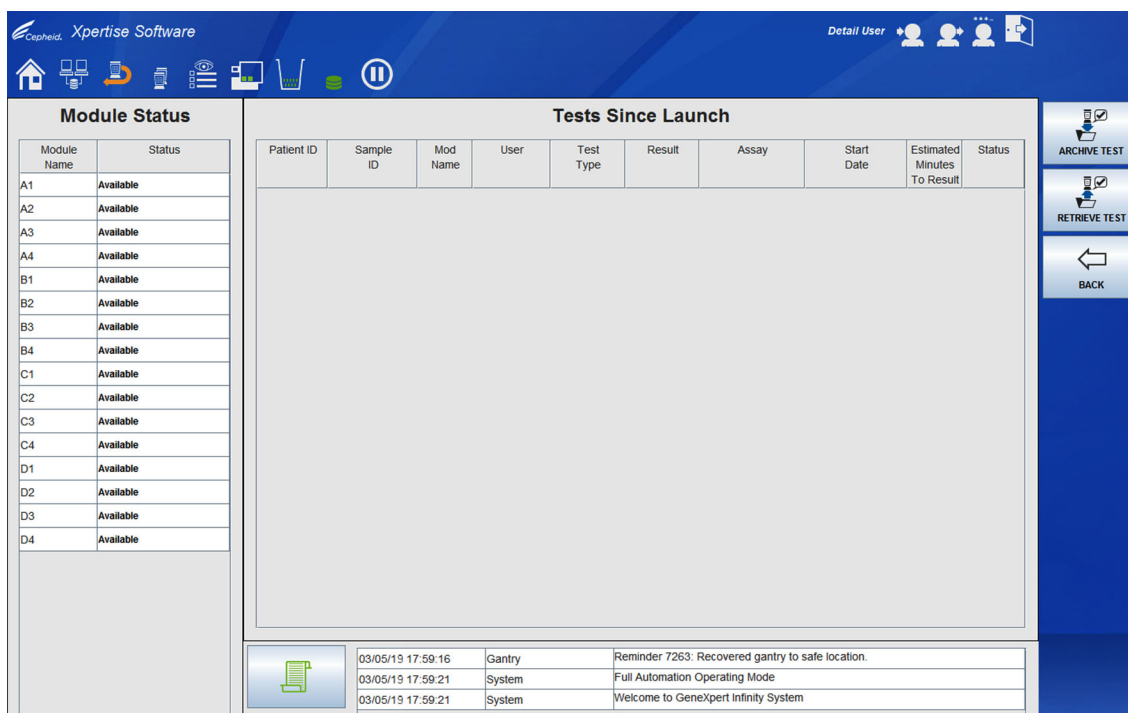 Cepheid. Xpertise Software
Detail User
Module Status
Tests Since Launch
Module Name Status
Patient ID Sample ID Mod Name User Test Type Result Assay Start Date Estimated Minutes To Result Status
A1 Available
A2 Available
A3 Available
A4 Available
B1 Available
B2 Available
B3 Available
B4 Available
C1 Available
C2 Available
C3 Available
C4 Available
D1 Available
D2 Available
D3 Available
D4 Available
ARCHIVE TEST
RETRIEVE TEST
BACK
03/05/19 17:59:16 Gantry Reminder 7263: Recovered gantry to safe location.
03/05/19 17:59:21 System Full Automation Operating Mode
03/05/19 17:59:21 System Welcome to GeneXpert Infinity System